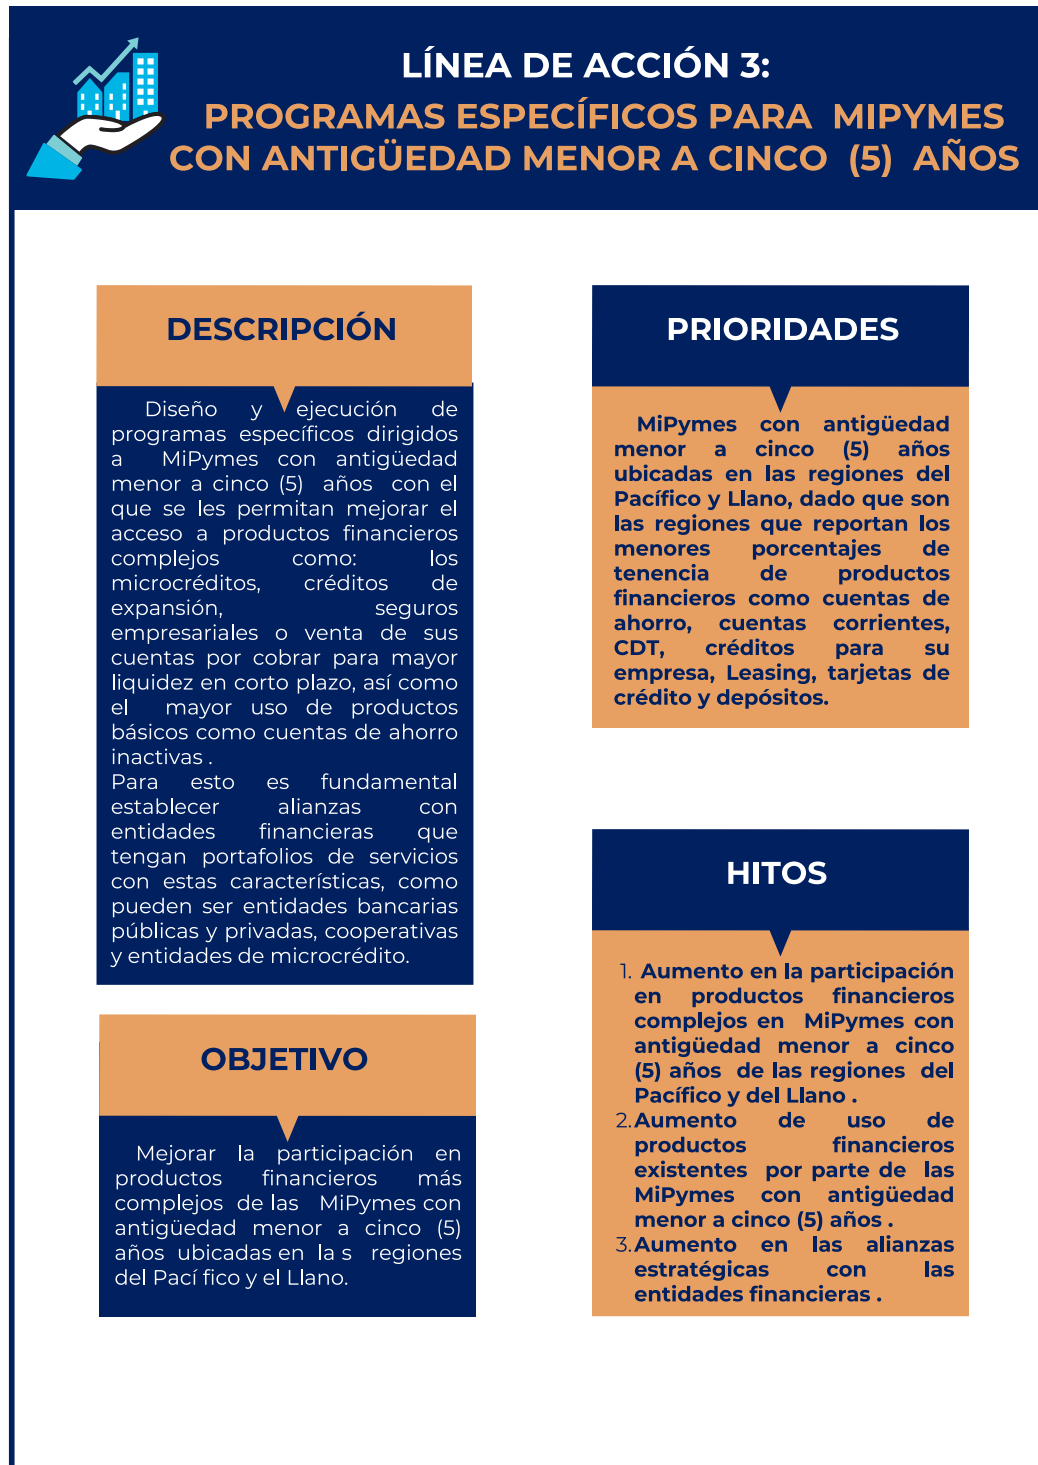 LÍNEA DE ACCIÓN 3:
PROGRAMAS ESPECÍFICOS PARA MIPYMES
CON ANTIGÜEDAD MENOR A CINCO (5) AÑOS
DESCRIPCIÓN
Diseño y ejecución de
programas específicos dirigidos
a MiPymes con antigüedad
menor a cinco (5) años con el
que se les permitan mejorar el
acceso a productos financieros
complejos como: los
microcréditos, créditos de
expansión, seguros
empresariales o venta de sus
cuentas por cobrar para mayor
liquidez en corto plazo, así como
el mayor uso de productos
básicos como cuentas de ahorro
inactivas .
Para esto es fundamental
establecer alianzas con
entidades financieras que
tengan portafolios de servicios
con estas características, como
pueden ser entidades bancarias
públicas y privadas, cooperativas
y entidades de microcrédito.
OBJETIVO
Mejorar la participación en
productos financieros más
complejos de las MiPymes con
antigüedad menor a cinco (5)
años ubicadas en la s regiones
del Pací fico y el Llano.
PRIORIDADES
MiPymes con antigüedad
menor a cinco (5) años
ubicadas en las regiones del
Pacífico y Llano, dado que son
las regiones que reportan los
menores porcentajes de
tenencia de productos
financieros como cuentas de
ahorro, cuentas corrientes,
CDT, créditos para su
empresa, Leasing, tarjetas de
crédito y depósitos.
HITOS
1. Aumento en la participación
en productos financieros
complejos en MiPymes con
antigüedad menor a cinco
(5) años de las regiones del
Pacífico y del Llano .
2. Aumento de uso de
productos financieros
existentes por parte de las
MiPymes con antigüedad
menor a cinco (5) años .
3. Aumento en las alianzas
estratégicas con las
entidades financieras .